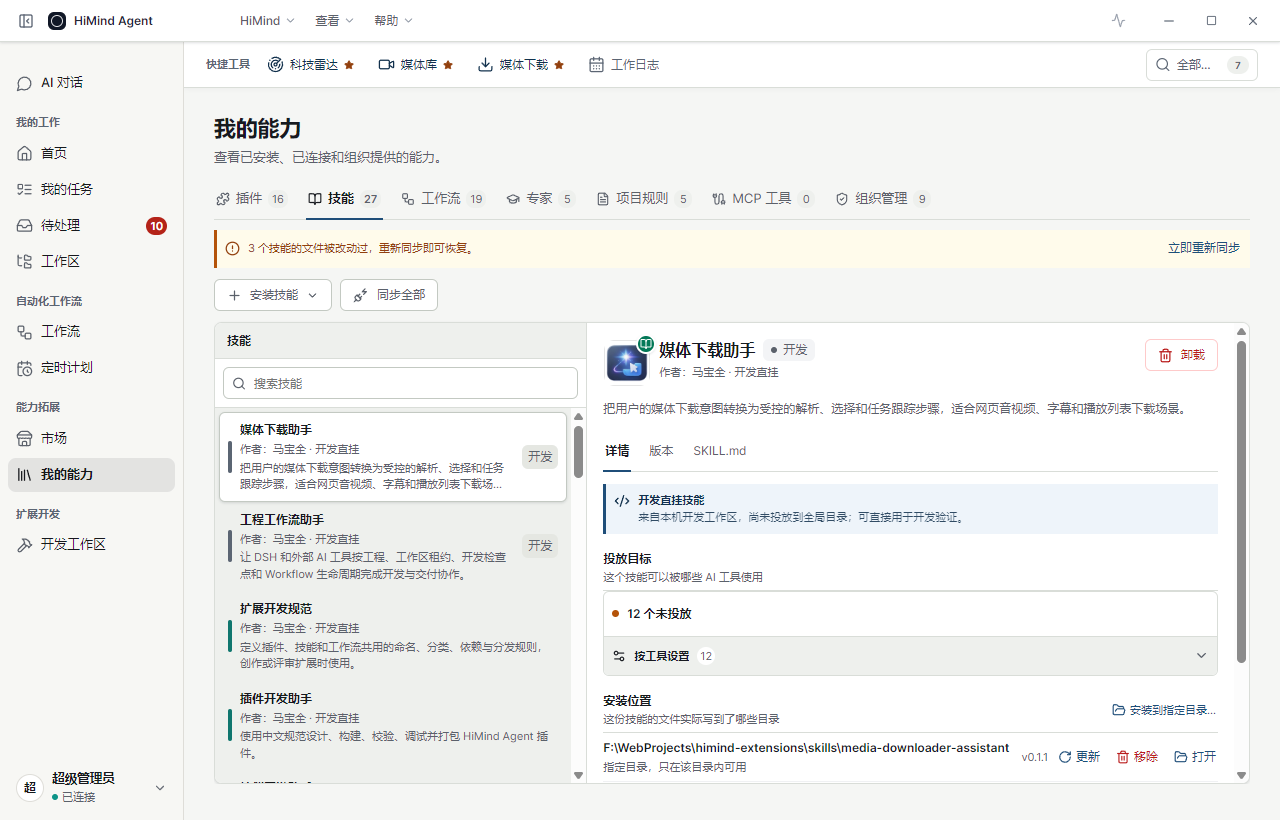 HiMind Agent
HiMind 查看 帮助
AI 对话
我的工作
首页
我的任务
待处理 10
工作区
自动化工作流
工作流
定时计划
能力拓展
市场
我的能力
扩展开发
开发工作区
超 超级管理员
已连接
快捷工具 科技雷达 媒体库 媒体下载 工作日志 全部... 7
我的能力
查看已安装、已连接和组织提供的能力。
插件 16 技能 27 工作流 19 专家 5 项目规则 5 MCP 工具 0 组织管理 9
3 个技能的文件被改动过，重新同步即可恢复。 立即重新同步
安装技能 同步全部
技能
搜索技能
媒体下载助手
作者：马宝全 · 开发直挂
把用户的媒体下载意图转换为受控的解析、选择和任务
跟踪步骤，适合网页音视频、字幕和播放列表下载场...
开发
工程工作流助手
作者：马宝全 · 开发直挂
让 DSH 和外部 AI 工具按工程、工作区租约、开发检查
点和 Workflow 生命周期完成开发与交付协作。
开发
扩展开发规范
作者：马宝全 · 开发直挂
定义插件、技能和工作流共用的命名、分类、依赖与分发规则，
创作或评审扩展时使用。
插件开发助手
作者：马宝全 · 开发直挂
使用中文规范设计、构建、校验、调试并打包 HiMind Agent 插
件。
媒体下载助手 开发
作者：马宝全 · 开发直挂
卸载
把用户的媒体下载意图转换为受控的解析、选择和任务跟踪步骤，适合网页音视频、字幕和播放列表下载场景。
详情 版本 SKILL.md
开发直挂技能
来自本机开发工作区，尚未投放到全局目录；可直接用于开发验证。
投放目标
这个技能可以被哪些 AI 工具使用
12 个未投放
按工具设置 12
安装位置
这份技能的文件实际写到了哪些目录
安装到指定目录...
F:\WebProjects\himind-extensions\skills\media-downloader-assistant
指定目录，只在该目录内可用
v0.1.1 更新 移除 打开